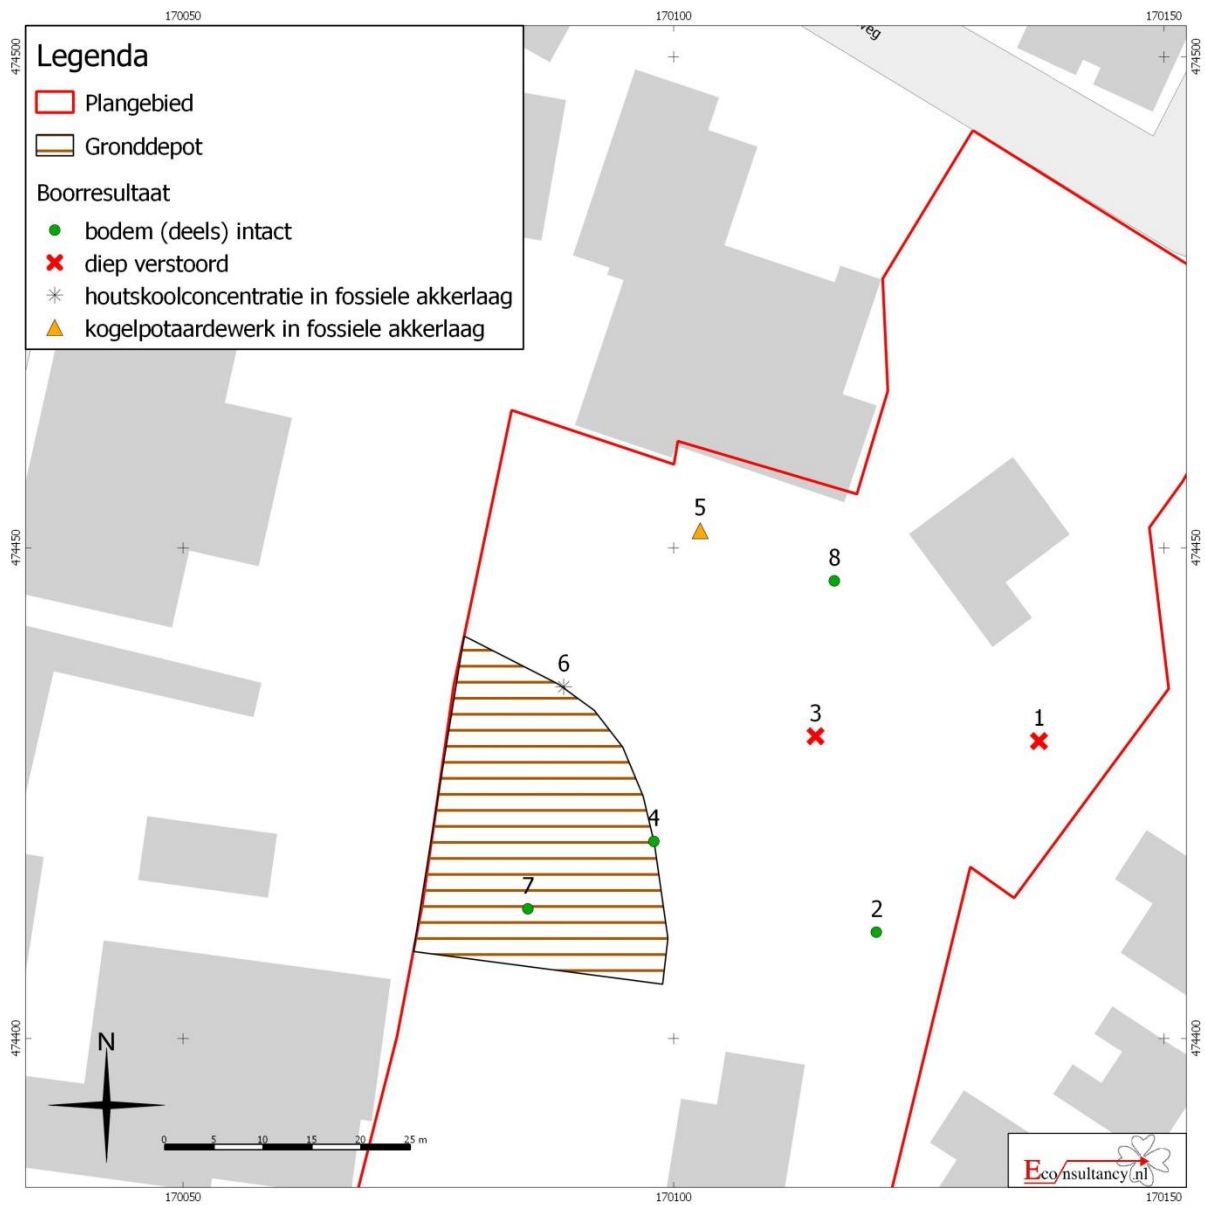 170050 170100 170150
474500 474500
Legenda
Plangebied
Gronddepot
Boorresultaat
bodem (deels) intact
diep verstoord
houtskoolconcentratie in fossiele akkerlaag
kogelpotaardewerk in fossiele akkerlaag
weg
5
474450 474450
8
6
3
1
4
7
2
474400 474400
N
0 5 10 15 20 25 m
Econsultancy.nl
170050 170100 170150